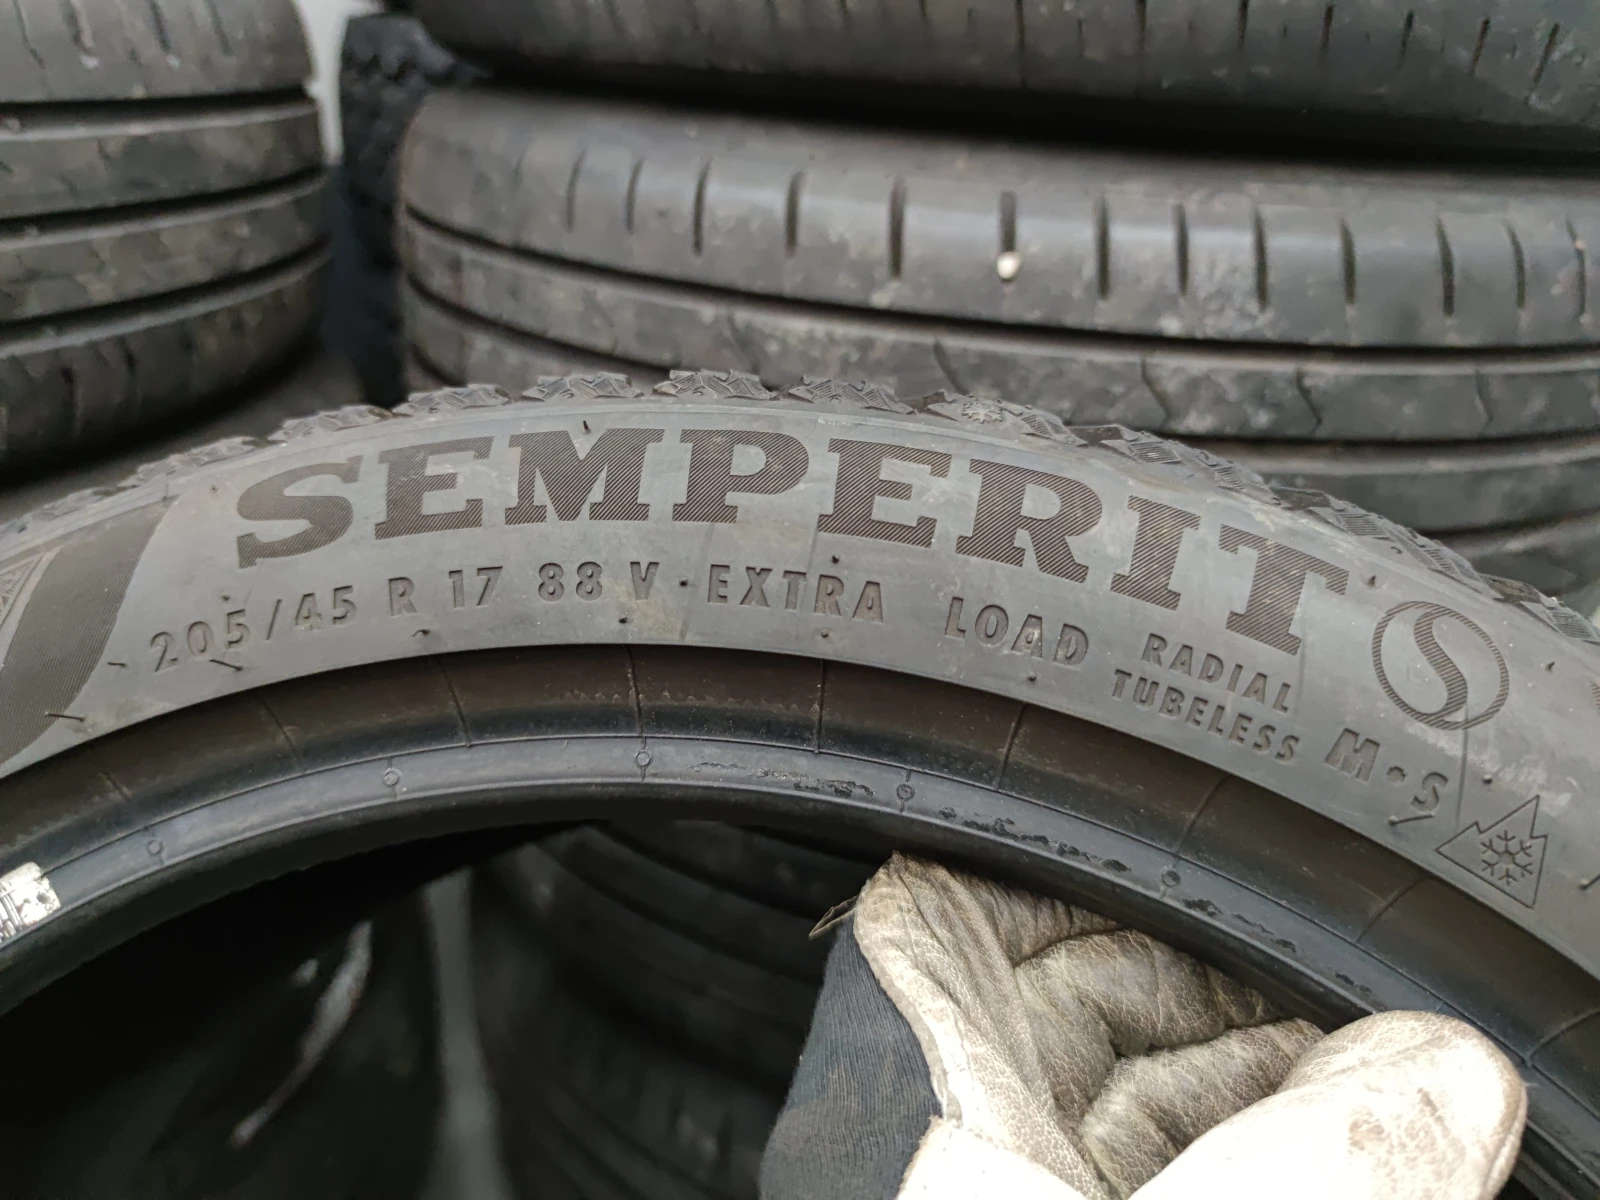 SEMPERIT
205/45 R 17 88 V · EXTRA LOAD
RADIAL
TUBELESS
M•S